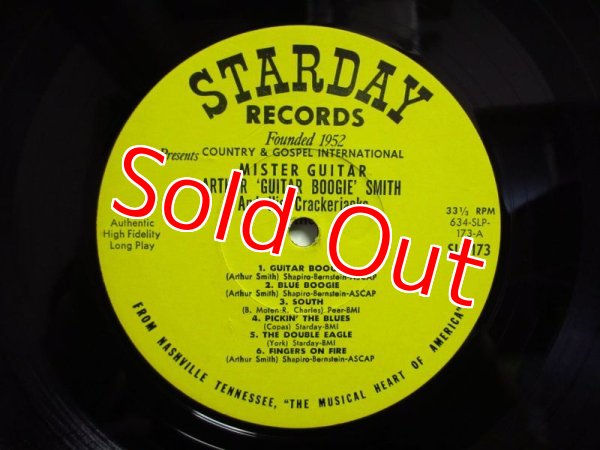 STARDAY
RECORDS
Founded 1952
Presents COUNTRY & GOSPEL INTERNATIONAL
MISTER GUITAR
'GUITAR BOOGIE' SMITH
Crackerjacks
33⅓ RPM
634-SLP-
173-A
Authentic
High Fidelity
Long Play
Sold Out
1. GUITAR
(Arthur Smith) Shapiro-Bernstein-ASCAP
2. BLUE BOOGIE
(Arthur Smith) Shapiro-Bernstein-ASCAP
3. SOUTH
(B. Moten-R. Charles) Peer-BMI
4. PICKIN' THE BLUES
(Copas) Starday-BMI
5. THE DOUBLE EAGLE
(York) Starday-BMI
6. FINGERS ON FIRE
(Arthur Smith) Shapiro-Bernstein-ASCAP
FROM NASHVILLE TENNESSEE, "THE MUSICAL HEART OF AMERICA"